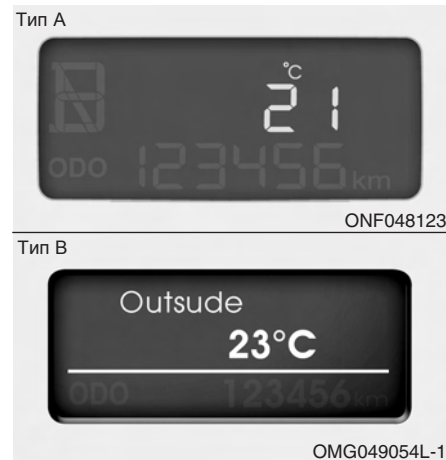 Тип А
°C
21
ODO 123456 km
ONF048123
Тип В
Outsude
23°C
ODO 123456 km
OMG049054L-1